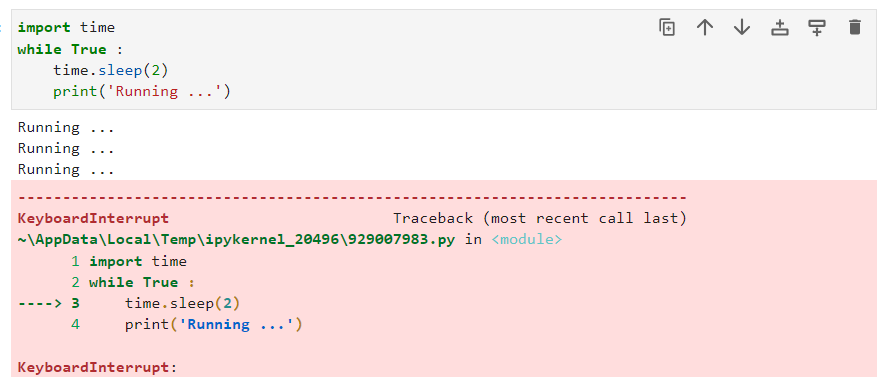 import time
while True :
    time.sleep(2)
    print('Running ...')
Running ...
Running ...
Running ...
---------------------------------------------------------------------------
KeyboardInterrupt                         Traceback (most recent call last)
~\AppData\Local\Temp\ipykernel_20496\929007983.py in <module>
      1 import time
      2 while True :
----> 3     time.sleep(2)
      4     print('Running ...')
KeyboardInterrupt: